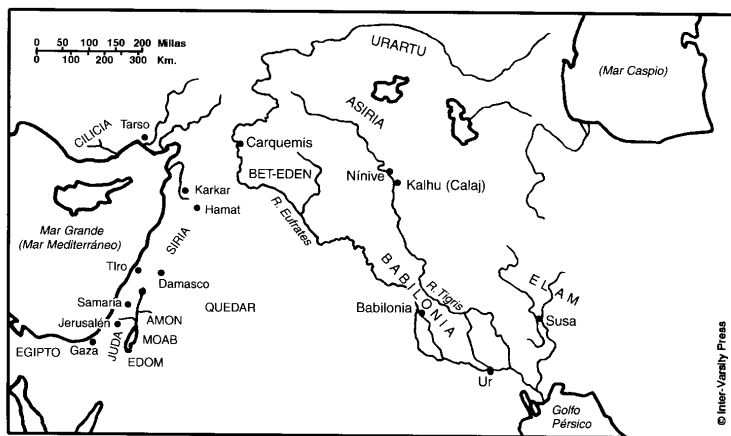 0 50 100 150 200 Millas
0 100 200 300 Km.
URARTU
(Mar Caspio)
ASIRIA
CILICIA
Tarso
Carquemis
BET-EDEN
Nínive
Kalhu (Calaj)
Karkar
Hamat
R. Eufrates
Mar Grande
(Mar Mediterráneo)
SIRIA
TIro
Damasco
BABILONIA
R. Tigris
ELAM
Samaria
QUEDAR
Babilonia
Susa
Jerusalén
AMON
JUDA
MOAB
EGIPTO
Gaza
EDOM
Ur
Golfo
Pérsico
© Inter-Varsity Press